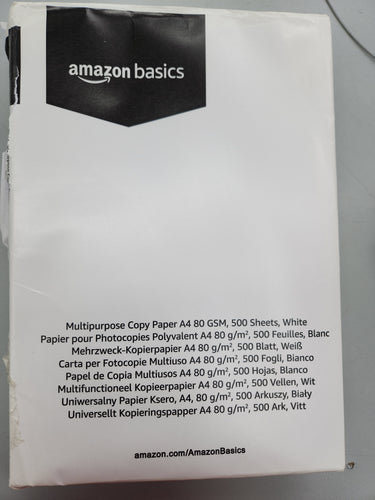 amazon basics
Multipurpose Copy Paper A4 80 GSM, 500 Sheets, White
Papier pour Photocopies Polyvalent A4 80 g/m², 500 Feuilles, Blanc
Mehrzweck-Kopierpapier A4 80 g/m², 500 Blatt, Weiß
Carta per Fotocopie Multiuso A4 80 g/m², 500 Fogli, Bianco
Papel de Copia Multiusos A4 80 g/m², 500 Hojas, Blanco
Multifunctioneel Kopieerpapier A4 80 g/m², 500 Vellen, Wit
Uniwersalny Papier Ksero, A4, 80 g/m², 500 Arkuszy, Biały
Universellt Kopieringspapper A4 80 g/m², 500 Ark, Vitt
amazon.com/AmazonBasics